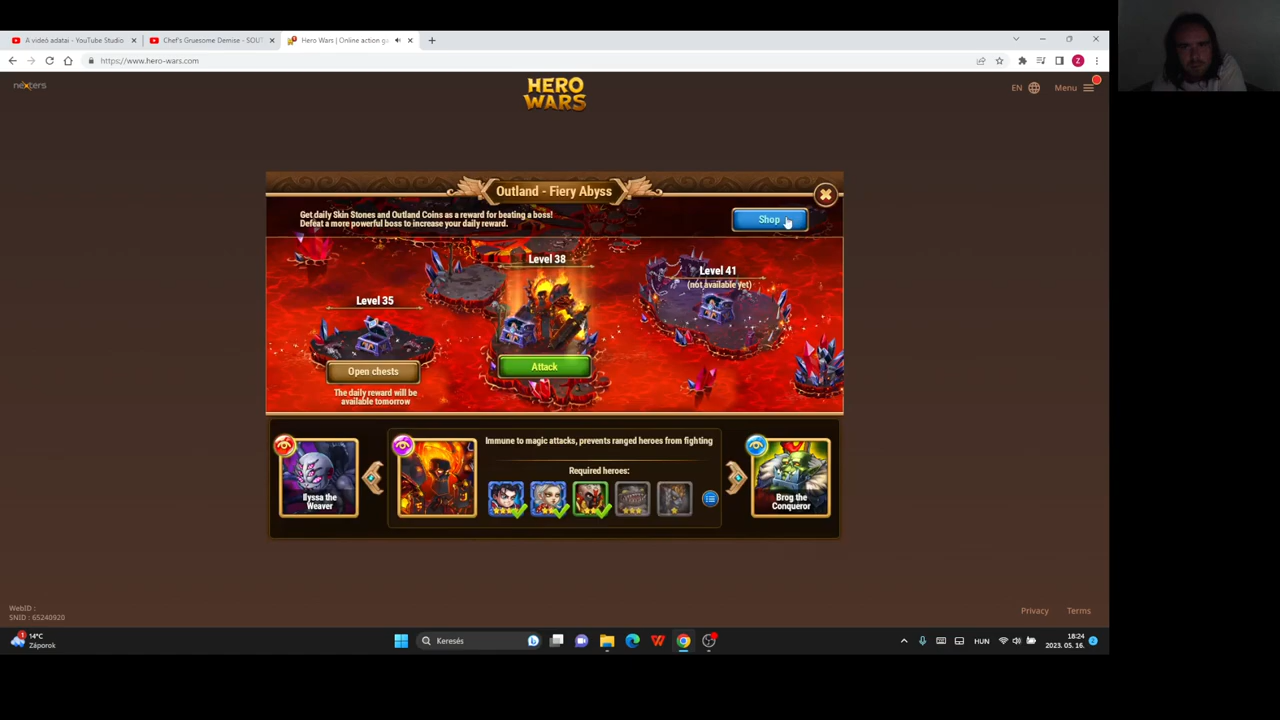 A videó adatai - YouTube Studio
Chef's Gruesome Demise - SOUT
Hero Wars | Online action ga
https://www.hero-wars.com
nexters
HERO
WARS
EN
Menu
Outland - Fiery Abyss
Get daily Skin Stones and Outland Coins as a reward for beating a boss!
Defeat a more powerful boss to increase your daily reward.
Shop
Level 38
Level 41
(not available yet)
Level 35
Attack
Open chests
The daily reward will be
available tomorrow
Immune to magic attacks, prevents ranged heroes from fighting
Required heroes:
Ilyssa the
Weaver
Brog the
Conqueror
WebID :
SNID : 65240920
Privacy
Terms
14°C
Záporok
Keresés
HUN
18:24
2023. 05. 16.